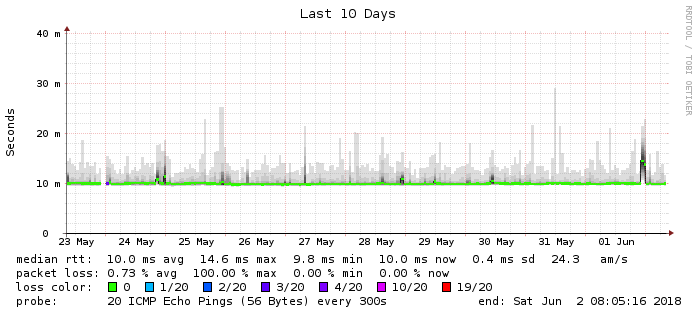 Last 10 Days
RRDTOOL / TOBI OETIKER
Seconds
40 m
30 m
20 m
10 m
0
23 May 24 May 25 May 26 May 27 May 28 May 29 May 30 May 31 May 01 Jun
median rtt: 10.0 ms avg 14.6 ms max 9.8 ms min 10.0 ms now 0.4 ms sd 24.3 am/s
packet loss: 0.73 % avg 100.00 % max 0.00 % min 0.00 % now
loss color: 0 1/20 2/20 3/20 4/20 10/20 19/20
probe: 20 ICMP Echo Pings (56 Bytes) every 300s end: Sat Jun 2 08:05:16 2018